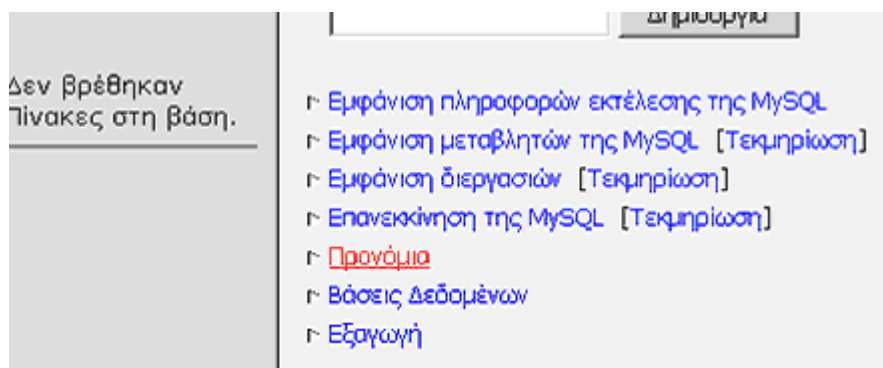 Δημιουργία
Δεν βρέθηκαν
Πίνακες στη βάση.
Εμφάνιση πληροφορών εκτέλεσης της MySQL
Εμφάνιση μεταβλητών της MySQL [Τεκμηρίωση]
Εμφάνιση διεργασιών [Τεκμηρίωση]
Επανεκκίνηση της MySQL [Τεκμηρίωση]
Προνόμια
Βάσεις Δεδομένων
Εξαγωγή